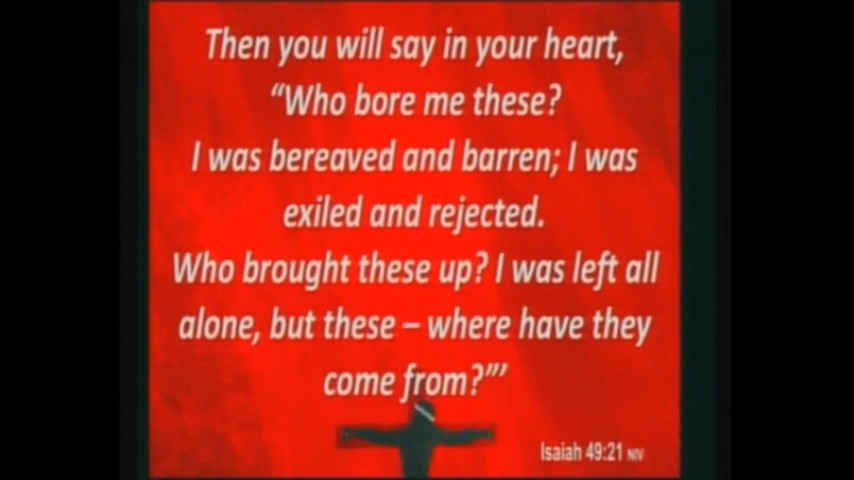 Then you will say in your heart,
“Who bore me these?
I was bereaved and barren; I was
exiled and rejected.
Who brought these up? I was left all
alone, but these – where have they
come from?”’
Isaiah 49:21 NIV